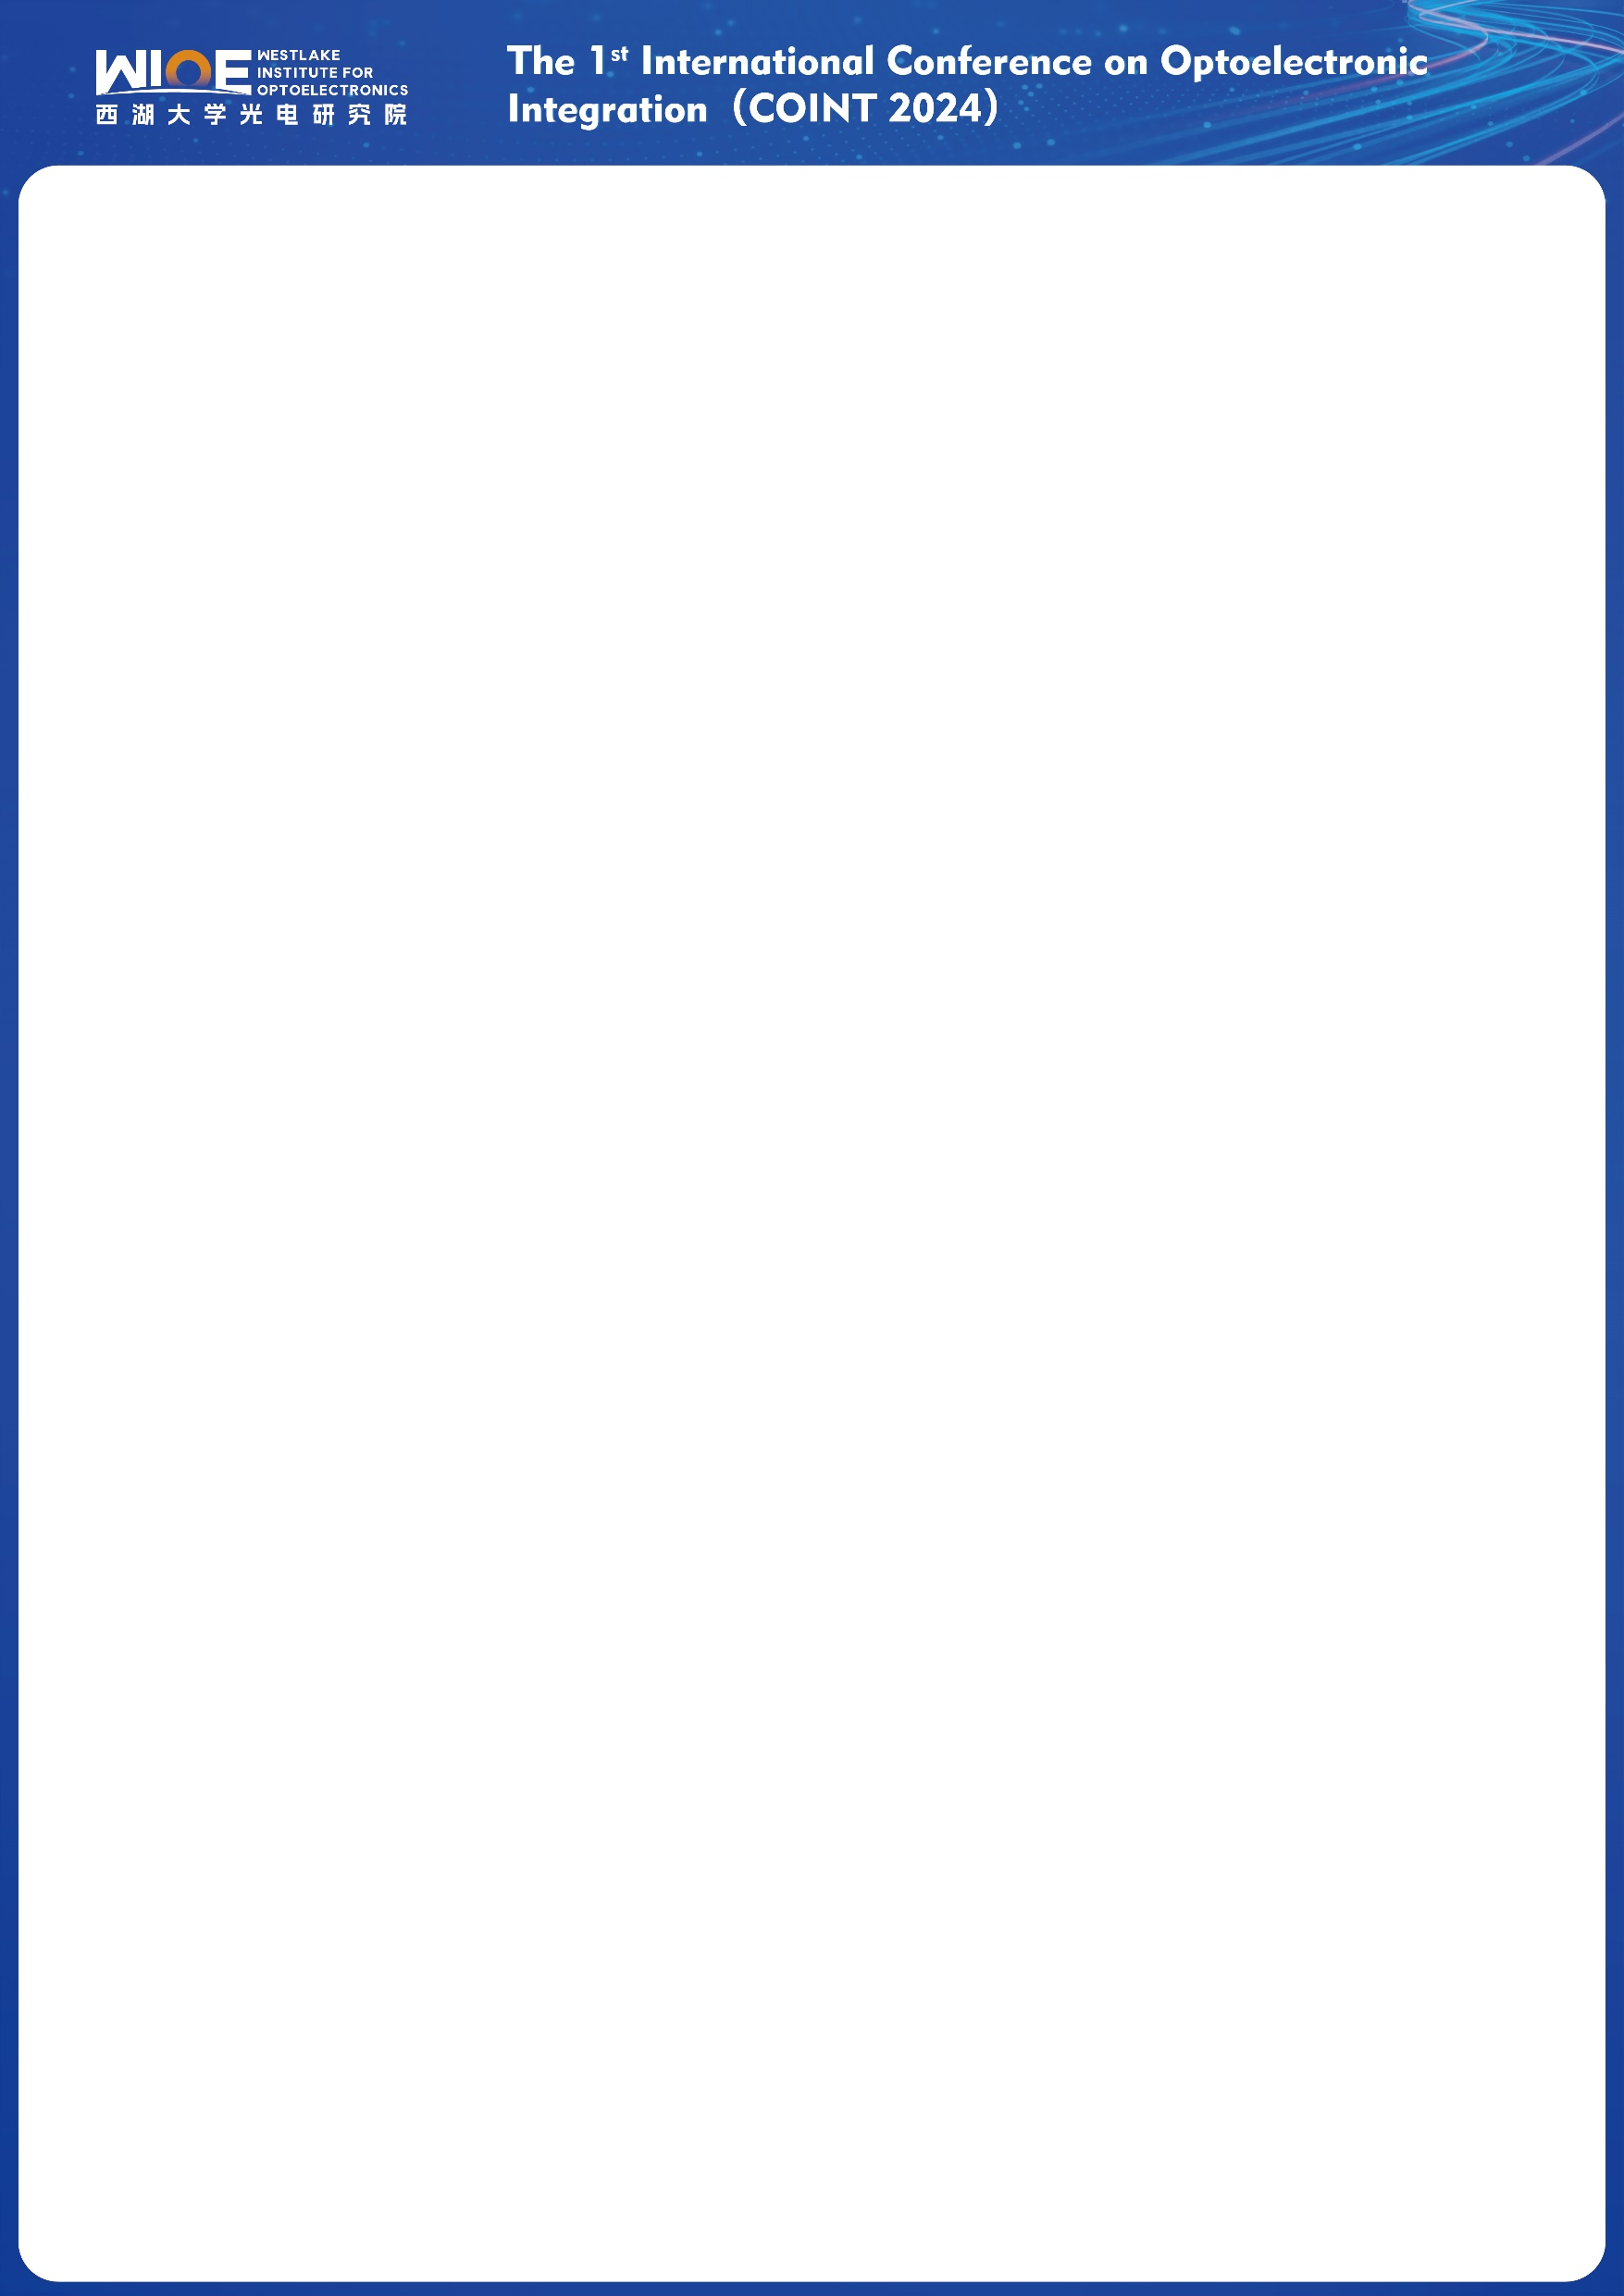 WIOE
WESTLAKE
INSTITUTE FOR
OPTOELECTRONICS
西湖大学光电研究院
The 1st International Conference on Optoelectronic
Integration（COINT 2024）